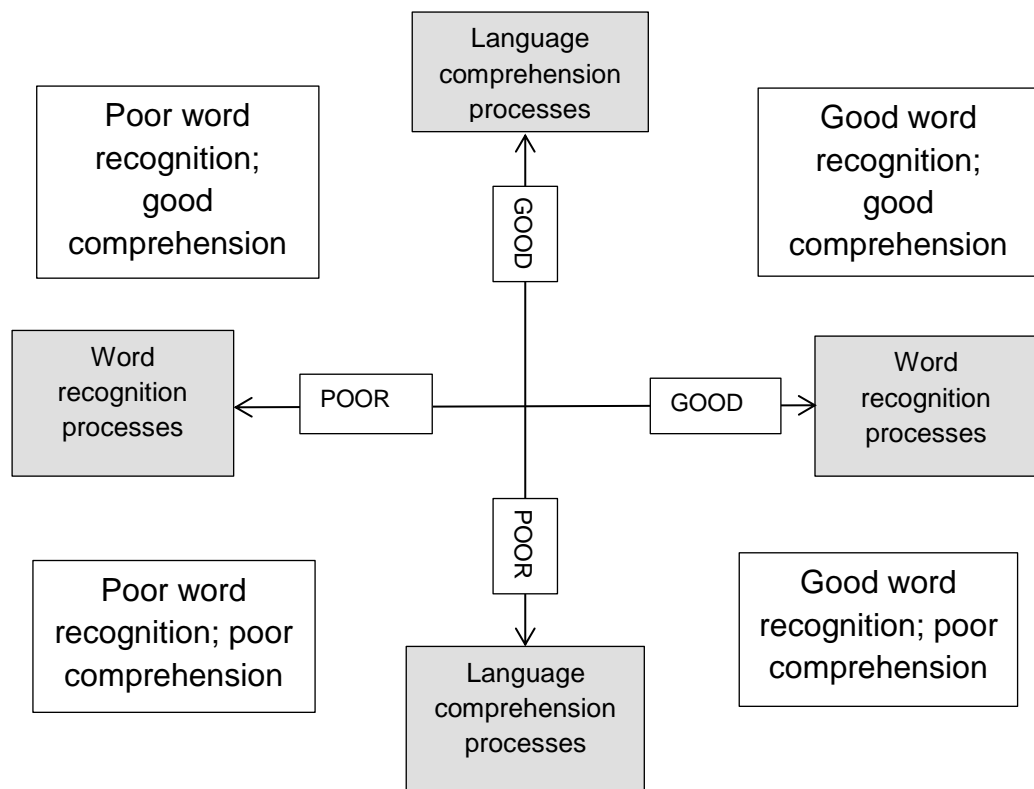 Language
comprehension
processes
Poor word
recognition;
good
comprehension
Good word
recognition;
good
comprehension
GOOD
Word
recognition
processes
POOR
GOOD
Word
recognition
processes
POOR
Poor word
recognition; poor
comprehension
Good word
recognition; poor
comprehension
Language
comprehension
processes